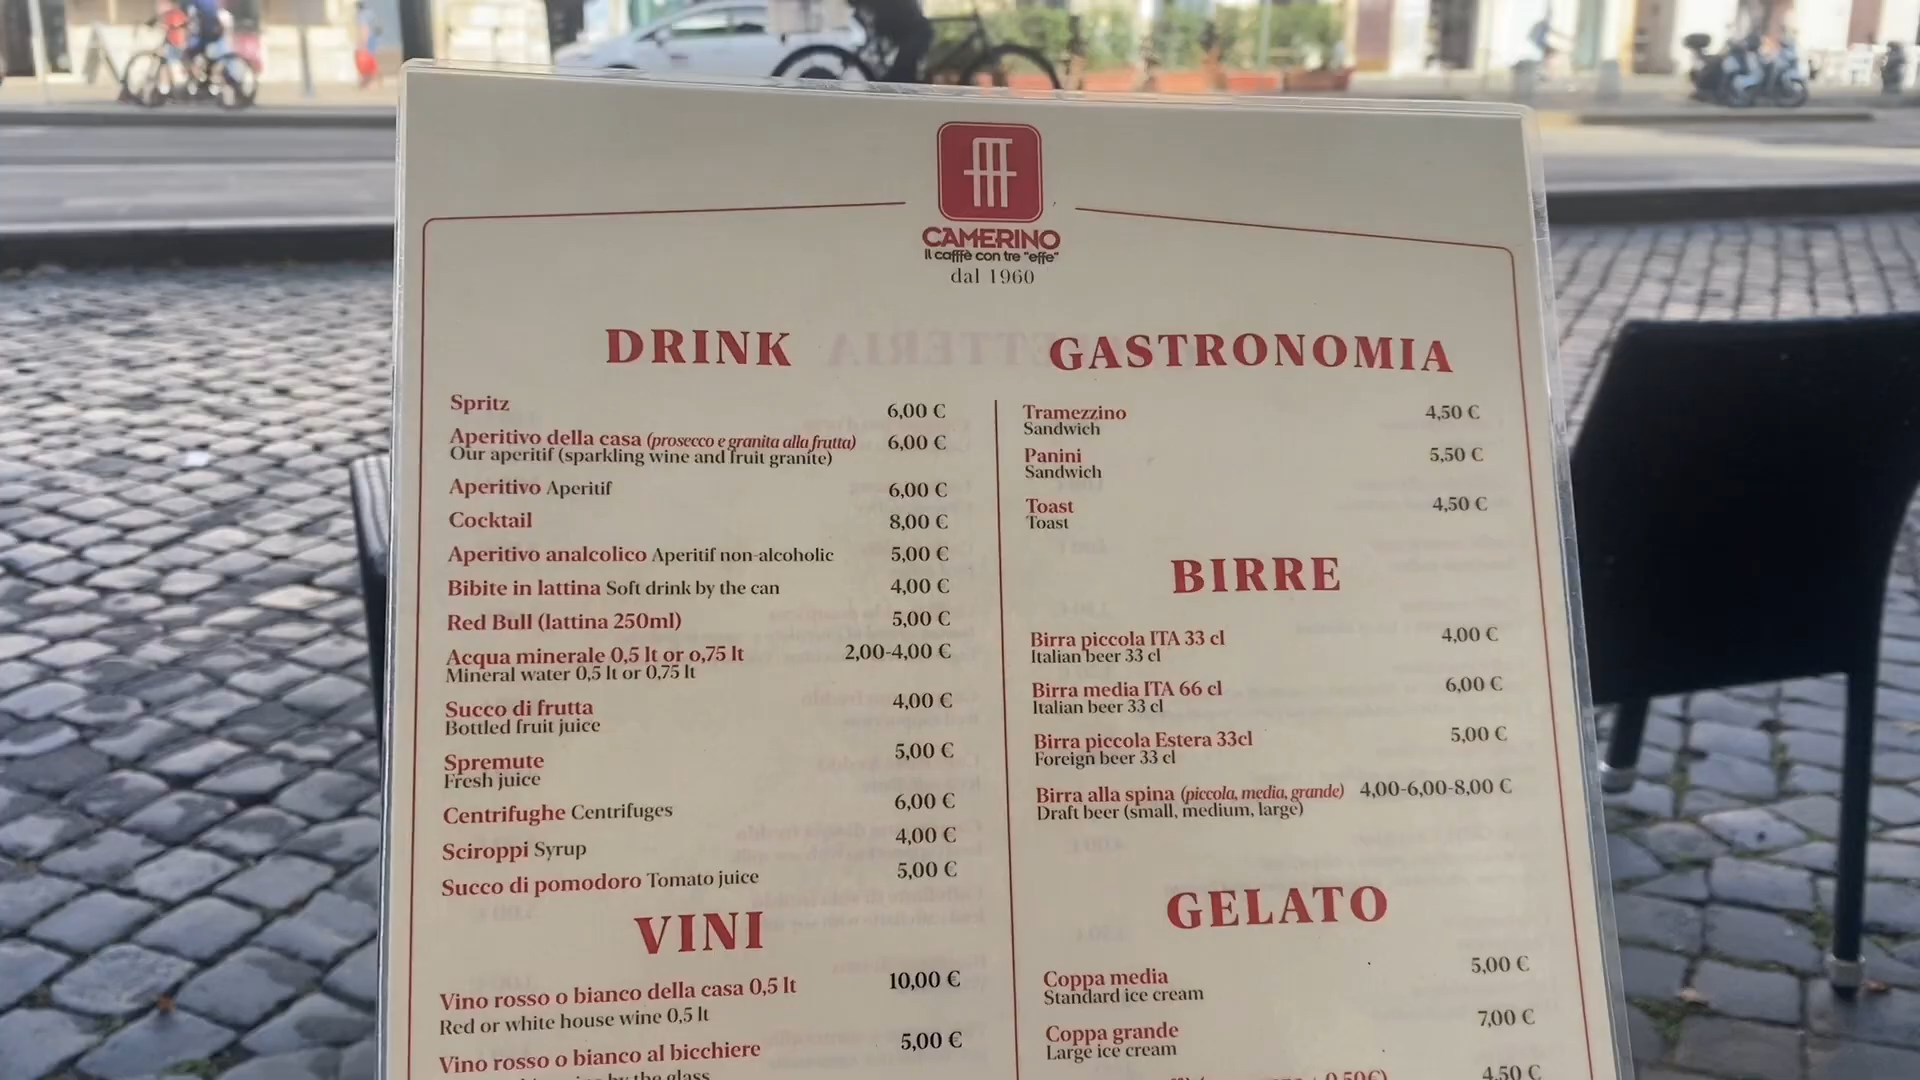 CAMERINO
Il cafffè con tre "effe"
dal 1960
DRINK
Spritz 6,00 €
Aperitivo della casa (prosecco e granita alla frutta) 6,00 €
Our aperitif (sparkling wine and fruit granite)
Aperitivo Aperitif 6,00 €
Cocktail 8,00 €
Aperitivo analcolico Aperitif non-alcoholic 5,00 €
Bibite in lattina Soft drink by the can 4,00 €
Red Bull (lattina 250ml) 5,00 €
Acqua minerale 0,5 lt or 0,75 lt 2,00-4,00 €
Mineral water 0,5 lt or 0,75 lt
Succo di frutta 4,00 €
Bottled fruit juice
Spremute 5,00 €
Fresh juice
Centrifughe Centrifuges 6,00 €
Sciroppi Syrup 4,00 €
Succo di pomodoro Tomato juice 5,00 €
VINI
Vino rosso o bianco della casa 0,5 lt 10,00 €
Red or white house wine 0,5 lt
Vino rosso o bianco al bicchiere 5,00 €
by the glass
GASTRONOMIA
Tramezzino 4,50 €
Sandwich
Panini 5,50 €
Sandwich
Toast 4,50 €
Toast
BIRRE
Birra piccola ITA 33 cl 4,00 €
Italian beer 33 cl
Birra media ITA 66 cl 6,00 €
Italian beer 33 cl
Birra piccola Estera 33cl 5,00 €
Foreign beer 33 cl
Birra alla spina (piccola, media, grande) 4,00-6,00-8,00 €
Draft beer (small, medium, large)
GELATO
Coppa media 5,00 €
Standard ice cream
Coppa grande 7,00 €
Large ice cream
0,50€) 4,50 €